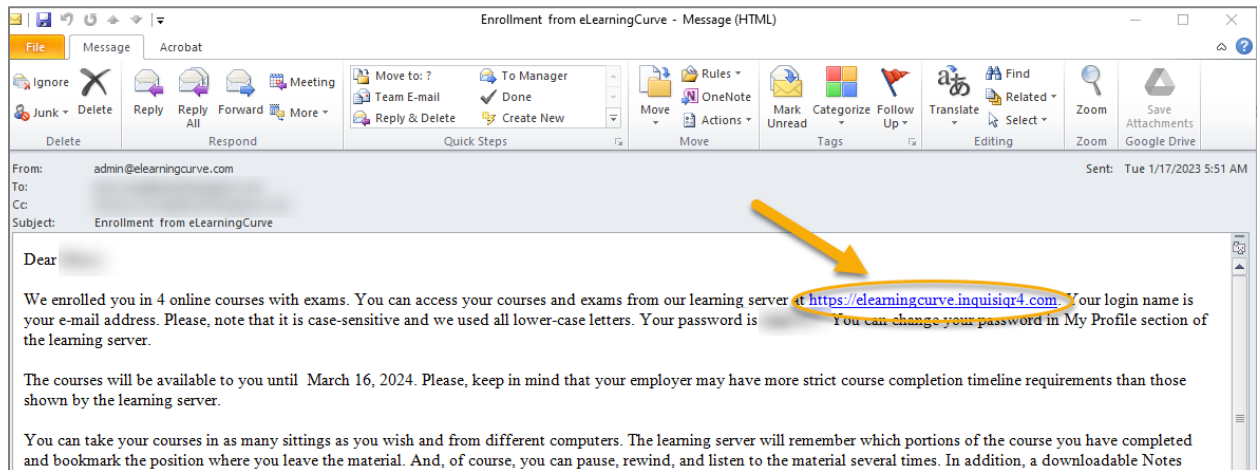 Enrollment from eLearningCurve - Message (HTML)
File Message Acrobat
Ignore
Junk
Delete
Delete
Reply
Reply All
Forward
Meeting
More
Respond
Move to: ?
Team E-mail
Reply & Delete
To Manager
Done
Create New
Quick Steps
Move
Rules
OneNote
Actions
Move
Mark Unread
Categorize
Follow Up
Tags
Translate
Find
Related
Select
Editing
Zoom
Zoom
Save Attachments
Google Drive
From: admin@elearningcurve.com Sent: Tue 1/17/2023 5:51 AM
To:
Cc:
Subject: Enrollment from eLearningCurve
Dear
We enrolled you in 4 online courses with exams. You can access your courses and exams from our learning server at https://elearningcurve.inquisiqr4.com. Your login name is
your e-mail address. Please, note that it is case-sensitive and we used all lower-case letters. Your password is You can change your password in My Profile section of
the learning server.
The courses will be available to you until March 16, 2024. Please, keep in mind that your employer may have more strict course completion timeline requirements than those
shown by the learning server.
You can take your courses in as many sittings as you wish and from different computers. The learning server will remember which portions of the course you have completed
and bookmark the position where you leave the material. And, of course, you can pause, rewind, and listen to the material several times. In addition, a downloadable Notes